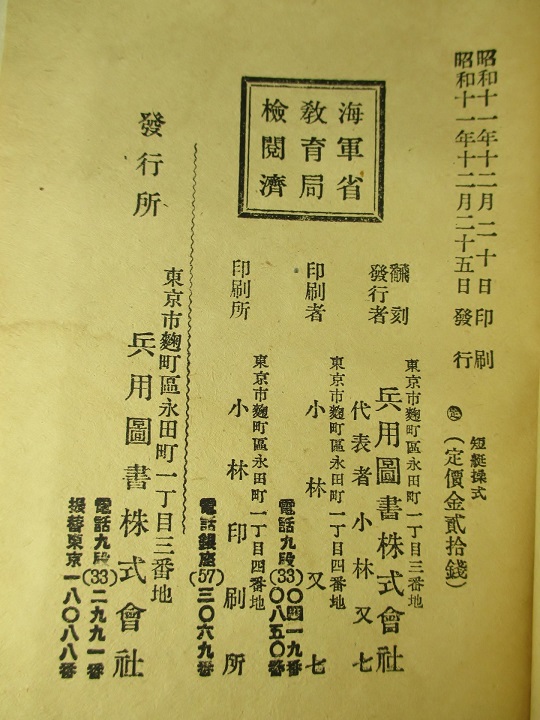 昭和十一年十二月二十日印刷
昭和十一年十二月二十五日發行
短艇操式
(定價金貳拾錢)
海軍省
教育局
檢閱濟
飜刻
發行者
東京市麴町區永田町一丁目三番地
兵用圖書株式會社
代表者小林又七
印刷者
東京市麴町區永田町一丁目四番地
小林又七
電話九段(33)〇四一九番
〇八五〇番
印刷所
東京市麴町區永田町一丁目四番地
小林印刷所
電話銀座(57)三〇六九番
發行所
東京市麴町區永田町一丁目三番地
兵用圖書株式會社
電話九段(33)二九九一番
振替東京一八〇八八番